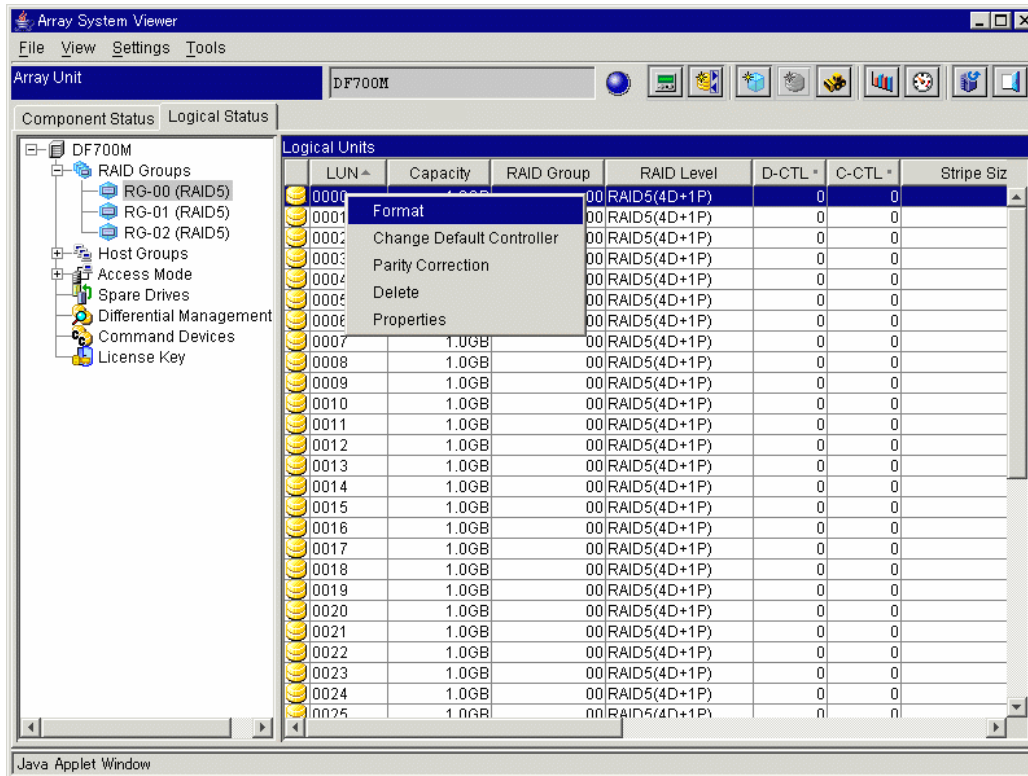 Array System Viewer
File View Settings Tools
Array Unit DF700M
Component Status Logical Status
DF700M
RAID Groups
RG-00 (RAID5)
RG-01 (RAID5)
RG-02 (RAID5)
Host Groups
Access Mode
Spare Drives
Differential Management
Command Devices
License Key
Logical Units
LUN Capacity RAID Group RAID Level D-CTL * C-CTL * Stripe Siz
0000 00 RAID5(4D+1P) 0 0
0001 00 RAID5(4D+1P) 0 0
0002 00 RAID5(4D+1P) 0 0
0003 00 RAID5(4D+1P) 0 0
0004 00 RAID5(4D+1P) 0 0
0005 00 RAID5(4D+1P) 0 0
0006 00 RAID5(4D+1P) 0 0
0007 1.0GB 00 RAID5(4D+1P) 0 0
0008 1.0GB 00 RAID5(4D+1P) 0 0
0009 1.0GB 00 RAID5(4D+1P) 0 0
0010 1.0GB 00 RAID5(4D+1P) 0 0
0011 1.0GB 00 RAID5(4D+1P) 0 0
0012 1.0GB 00 RAID5(4D+1P) 0 0
0013 1.0GB 00 RAID5(4D+1P) 0 0
0014 1.0GB 00 RAID5(4D+1P) 0 0
0015 1.0GB 00 RAID5(4D+1P) 0 0
0016 1.0GB 00 RAID5(4D+1P) 0 0
0017 1.0GB 00 RAID5(4D+1P) 0 0
0018 1.0GB 00 RAID5(4D+1P) 0 0
0019 1.0GB 00 RAID5(4D+1P) 0 0
0020 1.0GB 00 RAID5(4D+1P) 0 0
0021 1.0GB 00 RAID5(4D+1P) 0 0
0022 1.0GB 00 RAID5(4D+1P) 0 0
0023 1.0GB 00 RAID5(4D+1P) 0 0
0024 1.0GB 00 RAID5(4D+1P) 0 0
0025 1.0GB 00 RAID5(4D+1P) 0 0
Format
Change Default Controller
Parity Correction
Delete
Properties
Java Applet Window